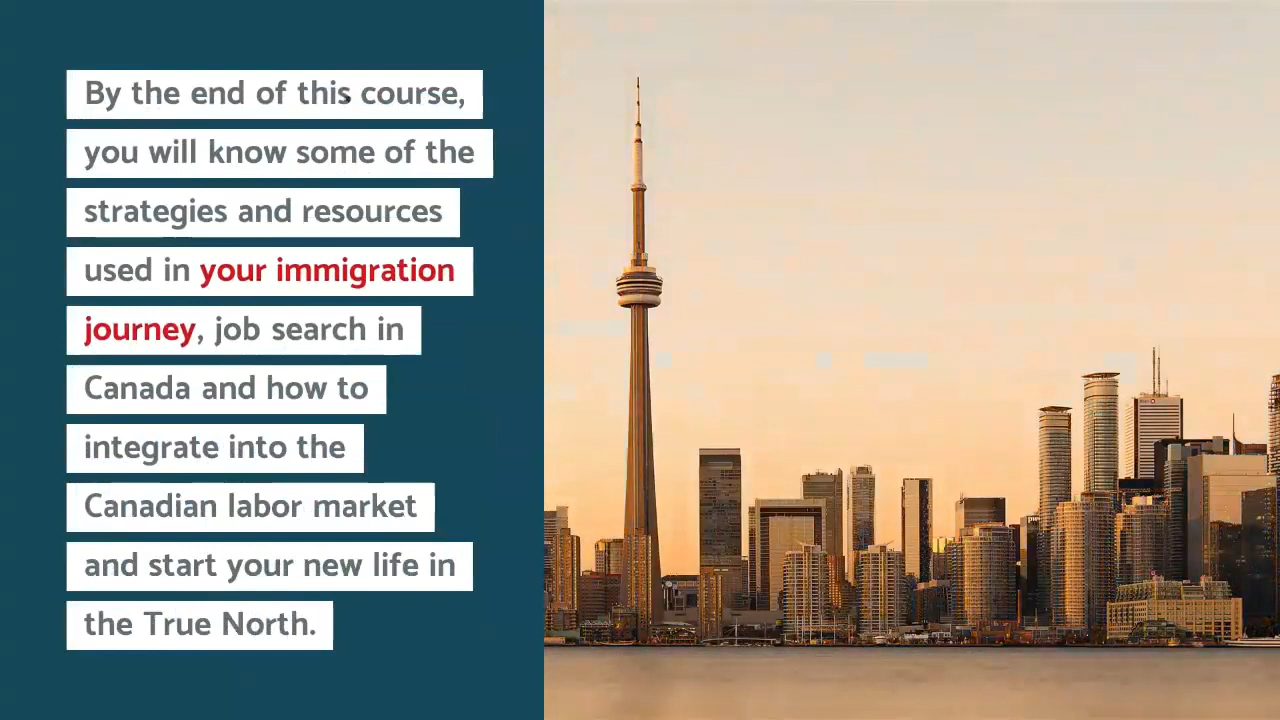 By the end of this course,
you will know some of the
strategies and resources
used in your immigration
journey, job search in
Canada and how to
integrate into the
Canadian labor market
and start your new life in
the True North.